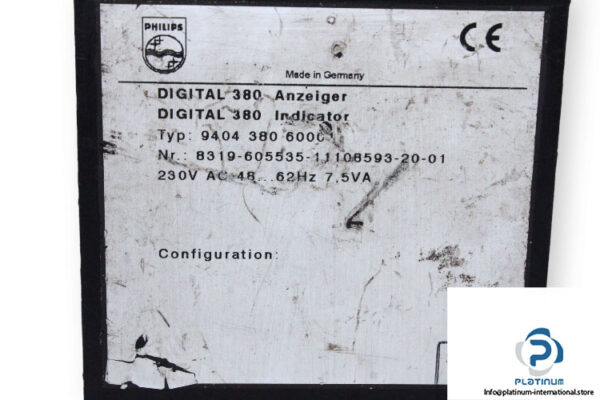 PHILIPS
CE
Made in Germany
DIGITAL 380 Anzeiger
DIGITAL 380 Indicator
Typ: 9404 380 6000
Nr.: 8319-605535-11108593-20-01
230V AC 48...62Hz 7,5VA
Configuration:
PLATINUM
Info@platinum-international.store